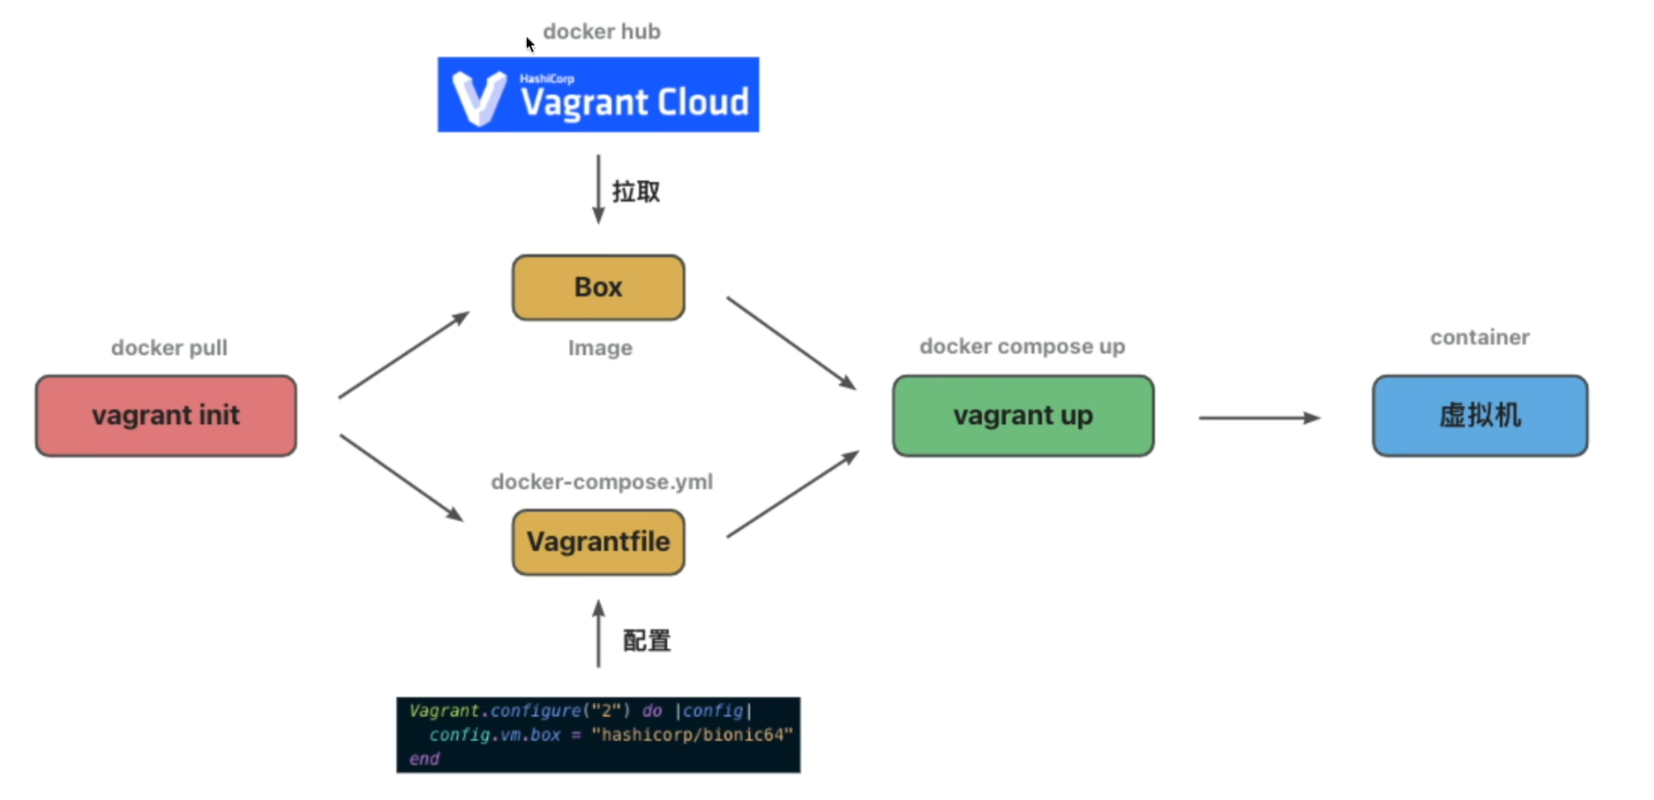 docker hub
HashiCorp
Vagrant Cloud
拉取
Box
Image
docker pull
vagrant init
docker-compose.yml
Vagrantfile
配置
Vagrant.configure("2") do |config|
config.vm.box = "hashicorp/bionic64"
end
docker compose up
vagrant up
container
虚拟机